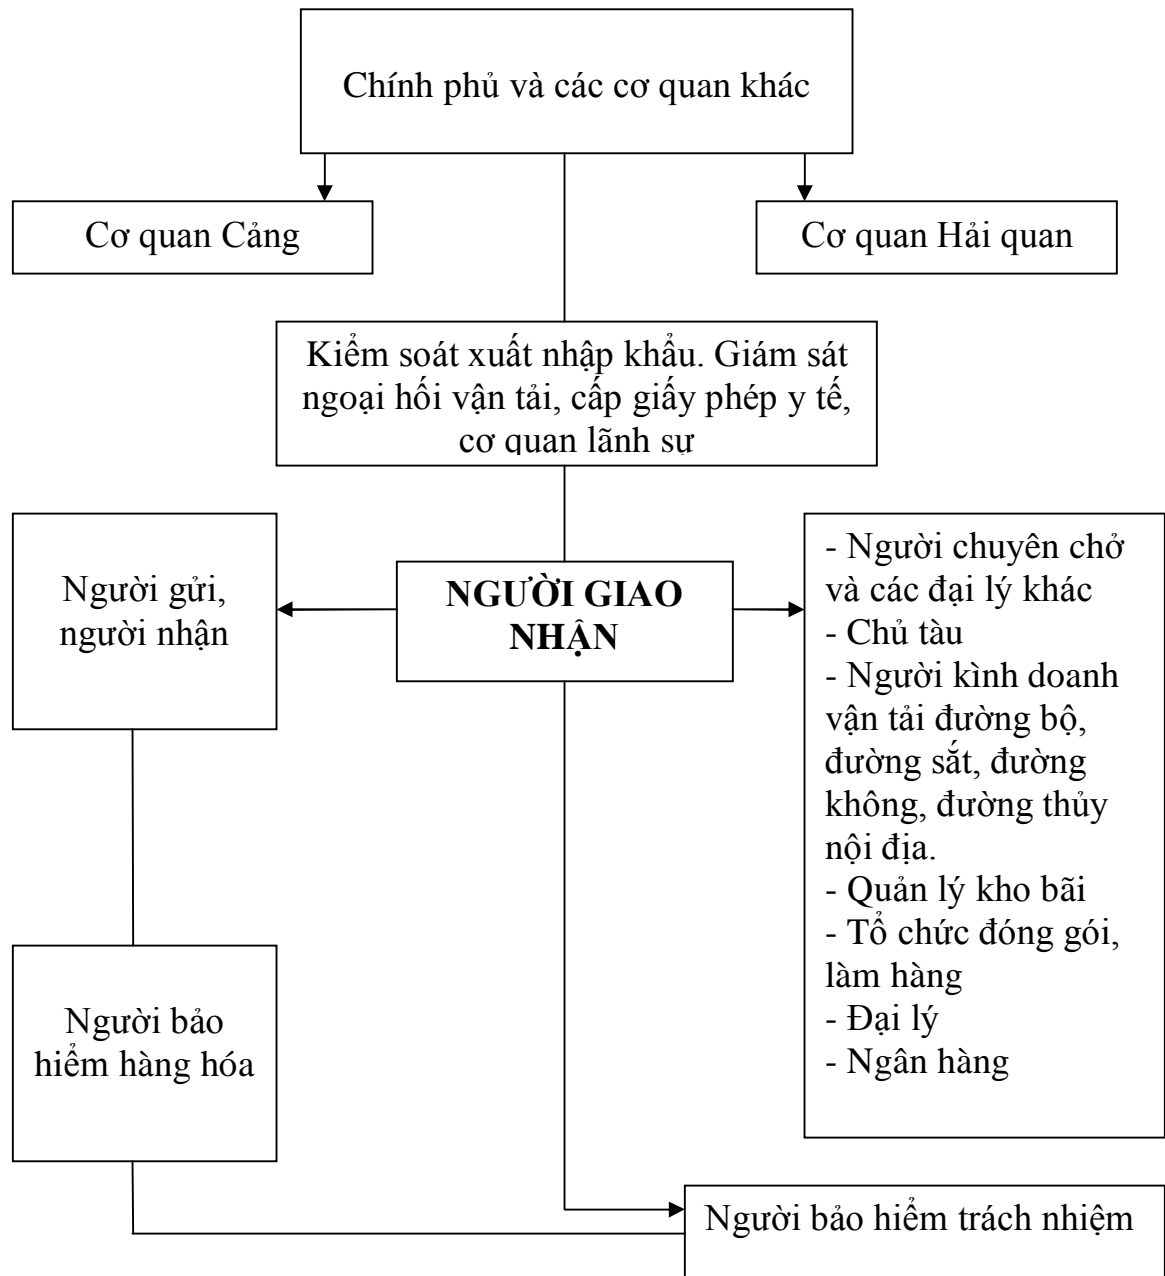 Chính phủ và các cơ quan khác
Cơ quan Cảng
Cơ quan Hải quan
Kiểm soát xuất nhập khẩu. Giám sát
ngoại hối vận tải, cấp giấy phép y tế,
cơ quan lãnh sự
Người gửi,
người nhận
NGƯỜI GIAO
NHẬN
- Người chuyên chở
và các đại lý khác
- Chủ tàu
- Người kình doanh
vận tải đường bộ,
đường sắt, đường
không, đường thủy
nội địa.
- Quản lý kho bãi
- Tổ chức đóng gói,
làm hàng
- Đại lý
- Ngân hàng
Người bảo
hiểm hàng hóa
Người bảo hiểm trách nhiệm